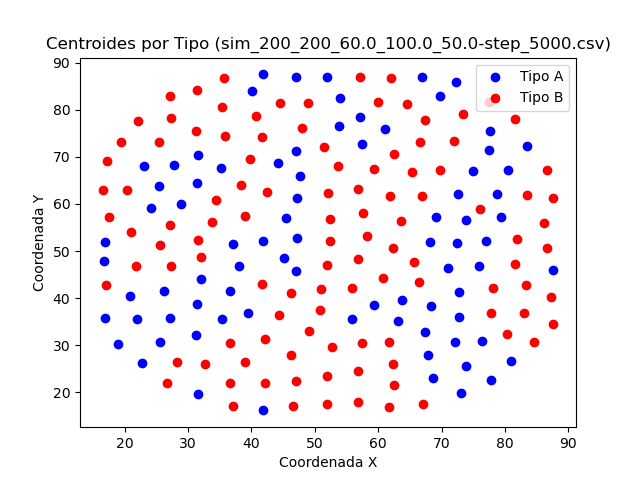 Centroides por Tipo (sim_200_200_60.0_100.0_50.0-step_5000.csv)
Tipo A
Tipo B
Coordenada Y
90
80
70
60
50
40
30
20
20 30 40 50 60 70 80 90
Coordenada X